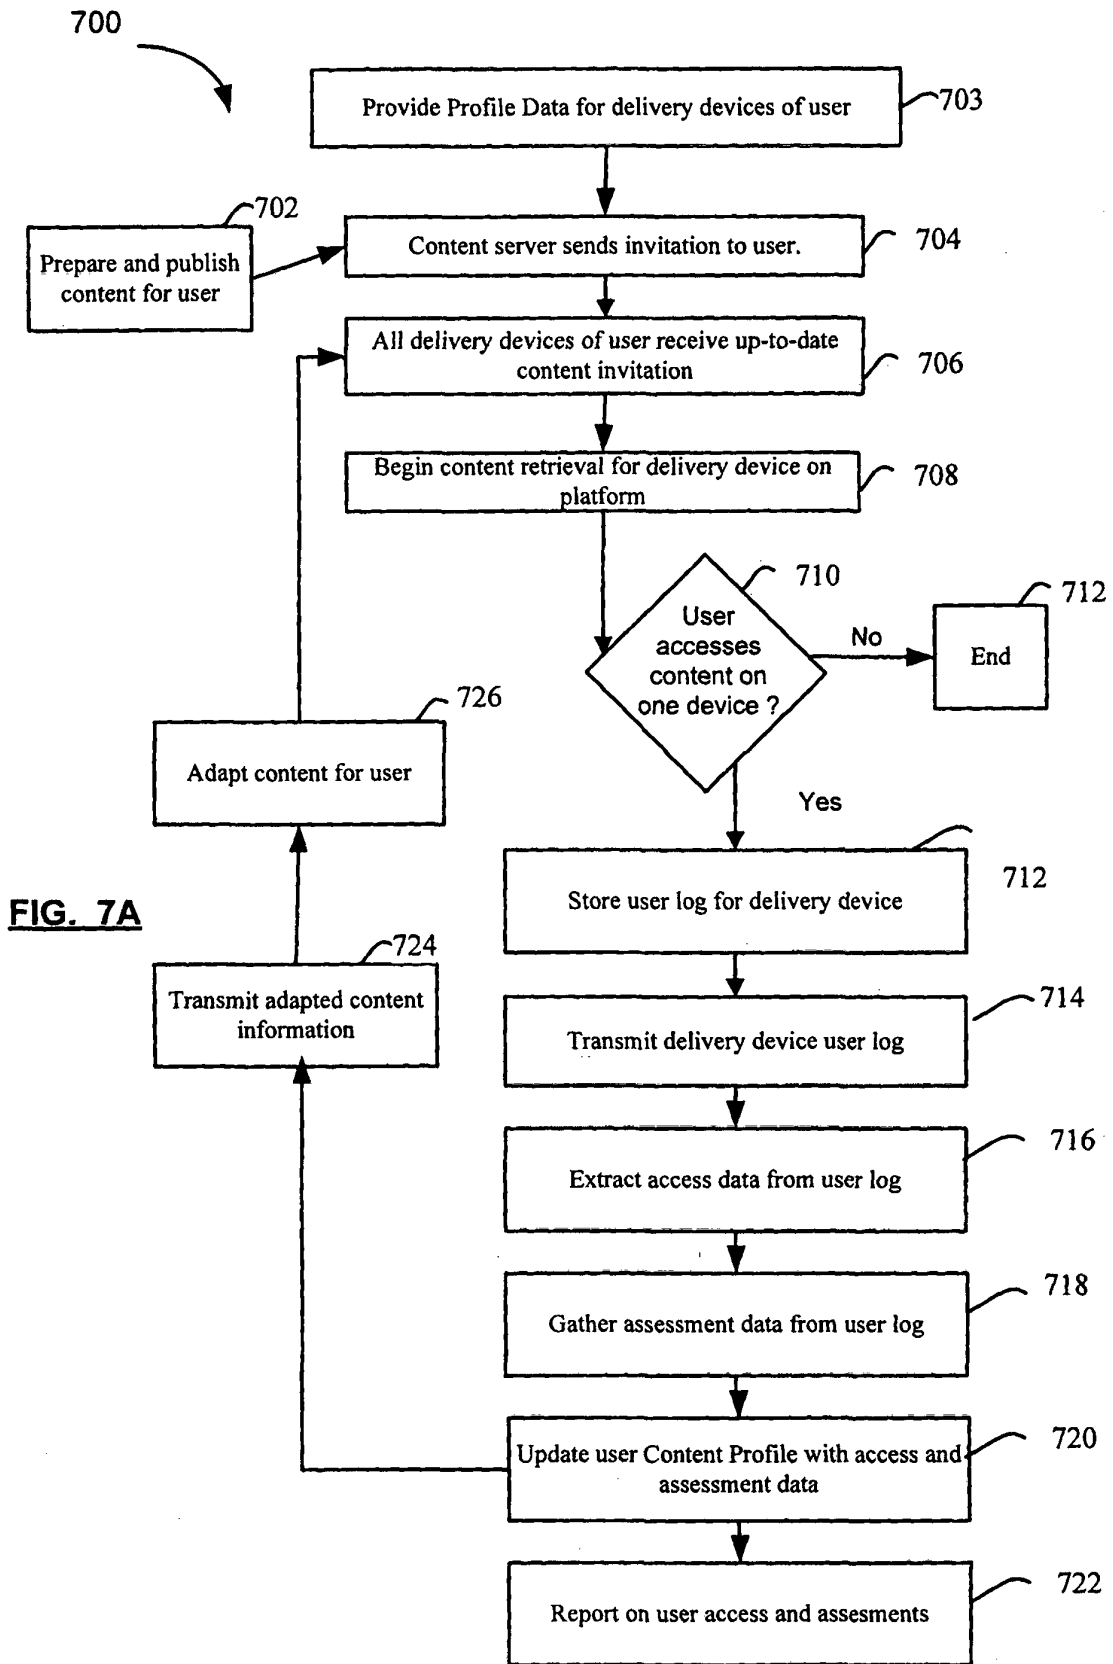 700
Provide Profile Data for delivery devices of user
703
702
Prepare and publish
content for user
Content server sends invitation to user.
704
All delivery devices of user receive up-to-date
content invitation
706
Begin content retrieval for delivery device on
platform
708
710
User
accesses
content on
one device ?
No
712
End
726
Adapt content for user
Yes
712
Store user log for delivery device
FIG. 7A
724
Transmit adapted content
information
714
Transmit delivery device user log
716
Extract access data from user log
718
Gather assessment data from user log
720
Update user Content Profile with access and
assessment data
722
Report on user access and assesments